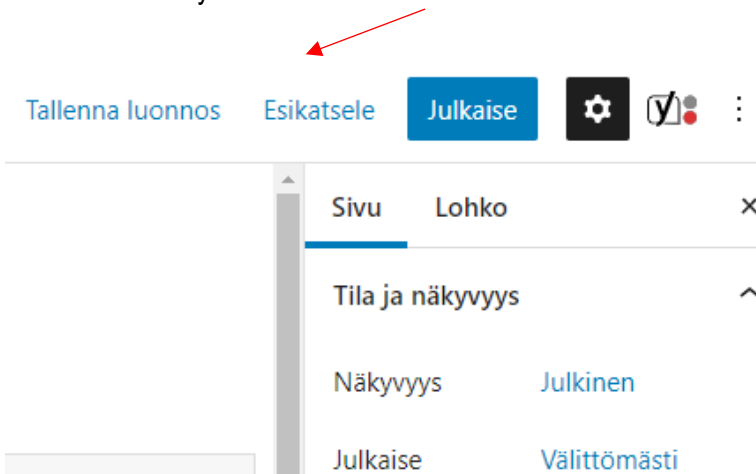 Tallenna luonnos Esikatsele Julkaise
Sivu Lohko
Tila ja näkyvyys
Näkyvyys Julkinen
Julkaise Välittömästi